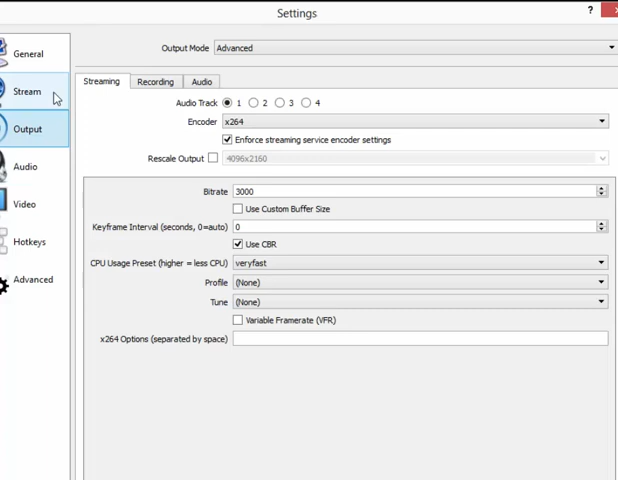 Settings
?
General
Stream
Output
Audio
Video
Hotkeys
Advanced
Output Mode Advanced
Streaming Recording Audio
Audio Track 1 2 3 4
Encoder x264
Enforce streaming service encoder settings
Rescale Output 4096x2160
Bitrate 3000
Use Custom Buffer Size
Keyframe Interval (seconds, 0=auto) 0
Use CBR
CPU Usage Preset (higher = less CPU) veryfast
Profile (None)
Tune (None)
Variable Framerate (VFR)
x264 Options (separated by space)